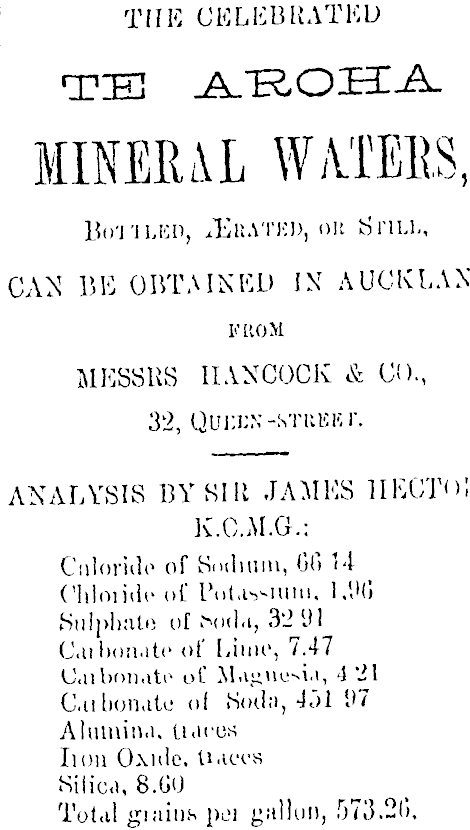 THE CELEBRATED
TE AROHA
MINERAL WATERS,
BOTTLED, ÆRATED, OR STILL,
CAN BE OBTAINED IN AUCKLAN
FROM
MESSRS HANCOCK & CO.,
32, QUEEN-STREET.
ANALYSIS BY SIR JAMES HECTO
K.C.M.G.:
Chloride of Sodium, 66 14
Chloride of Potassium, 1.96
Sulphate of Soda, 32 91
Carbonate of Lime, 7.47
Carbonate of Magnesia, 4 21
Carbonate of Soda, 451 97
Alumina, traces
Iron Oxide, traces
Silica, 8.60
Total grains per gallon, 573.26.